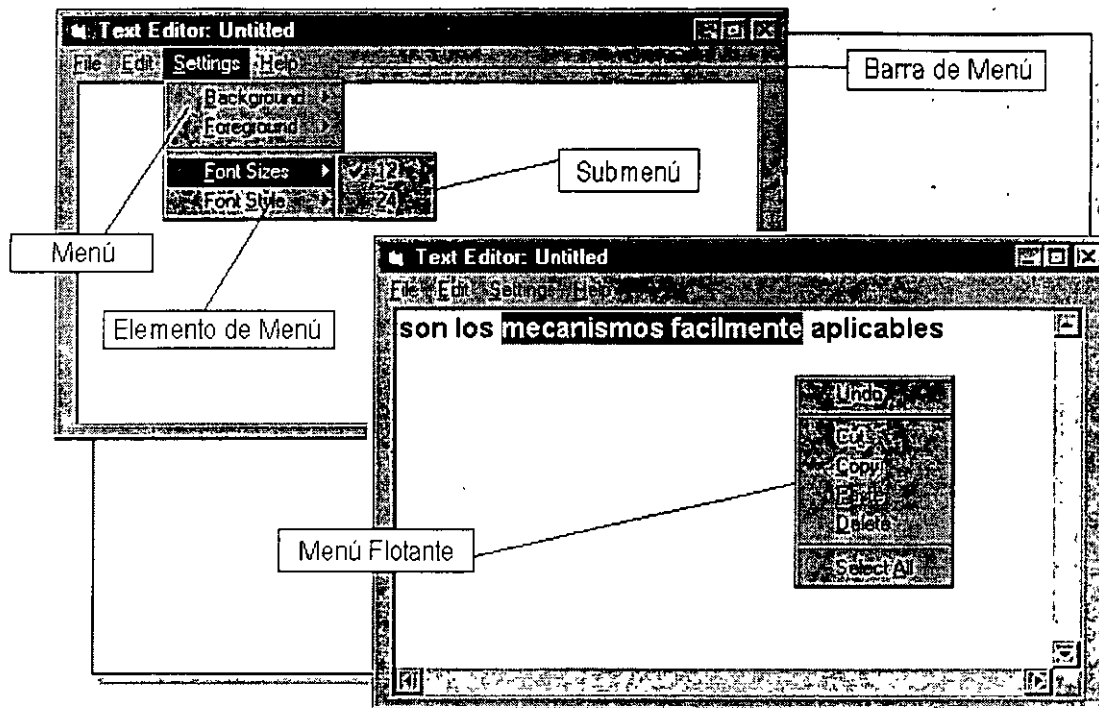 Text Editor: Untitled
File Edit Settings Help
Barra de Menú
Background
Foreground
Font Sizes
12
Submenú
Font Style
24
Menú
Elemento de Menú
Text Editor: Untitled
File Edit Settings Help
son los mecanismos facilmente aplicables
Undo
Cut
Copy
Paste
Delete
Menú Flotante
Select All